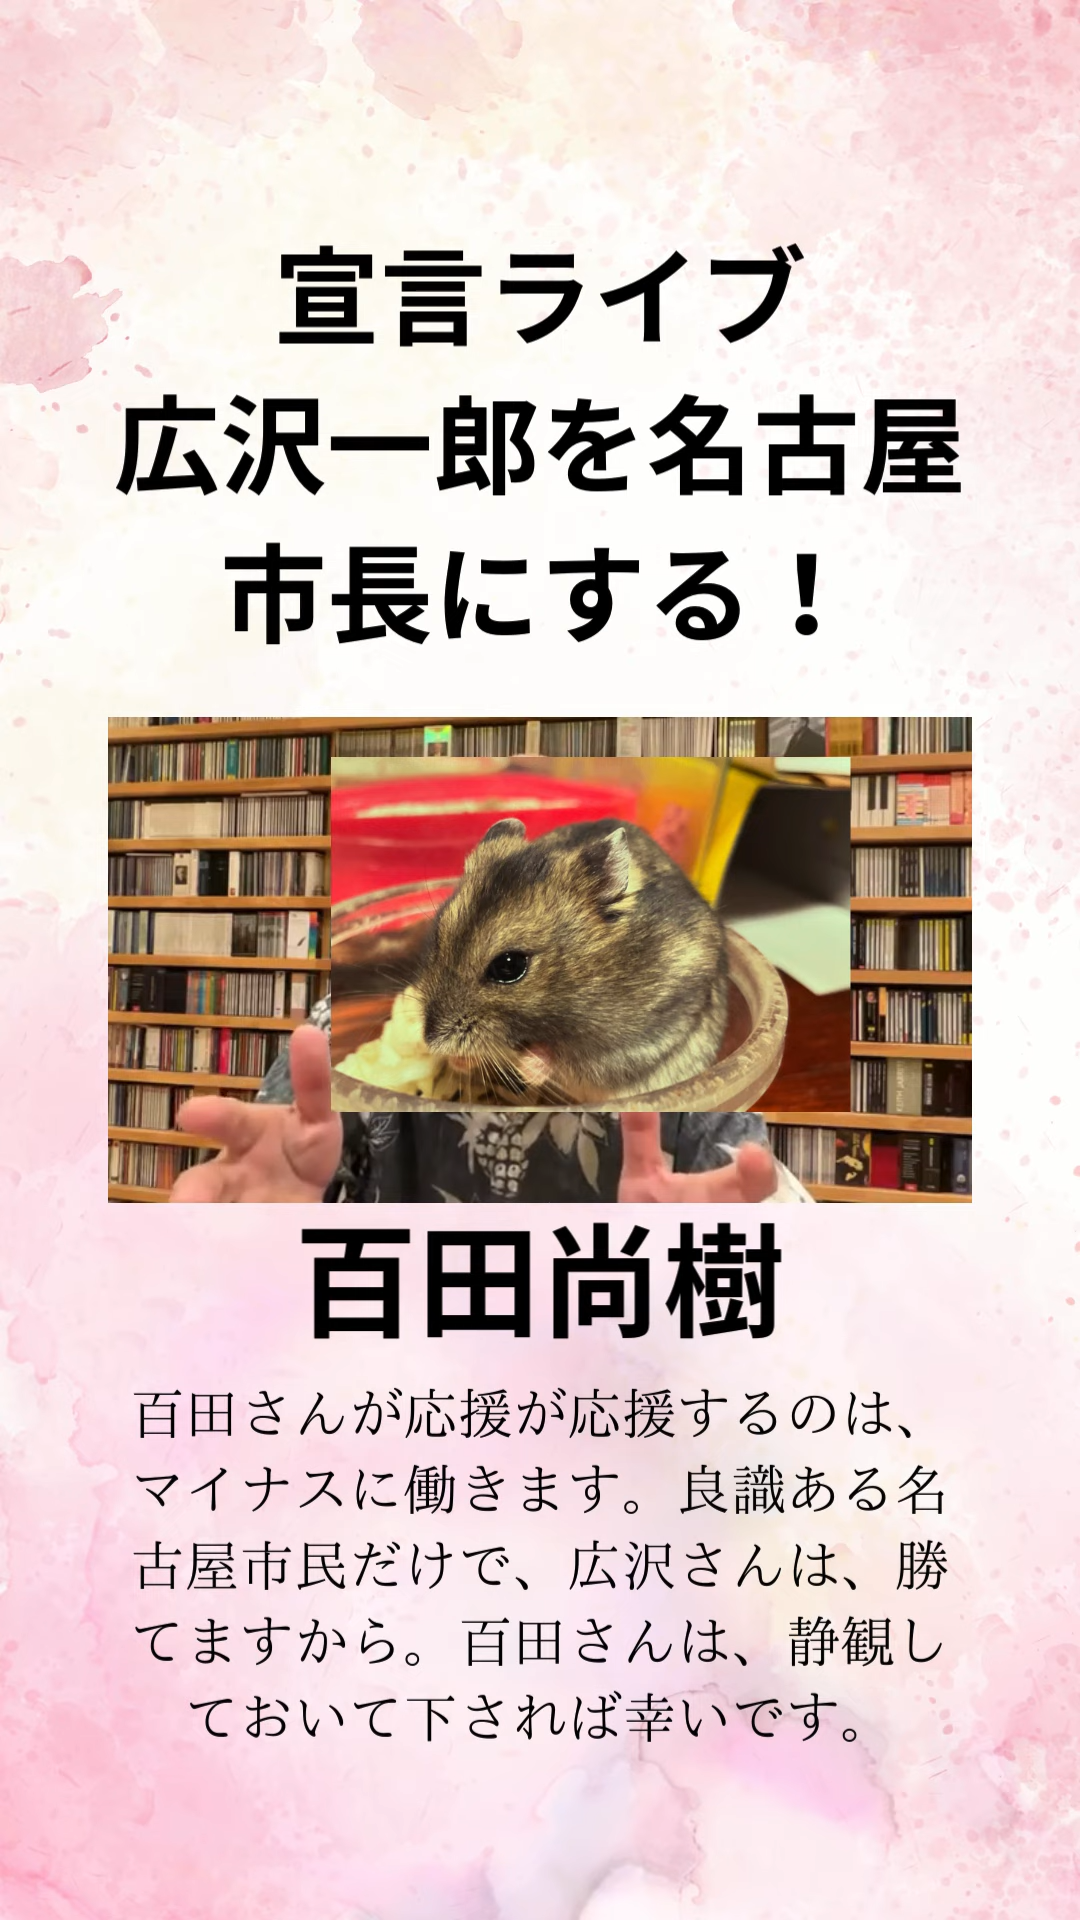 宣言ライブ
広沢一郎を名古屋
市長にする！
百田尚樹
百田さんが応援が応援するのは、
マイナスに働きます。良識ある名
古屋市民だけで、広沢さんは、勝
てますから。百田さんは、静観し
ておいて下されば幸いです。